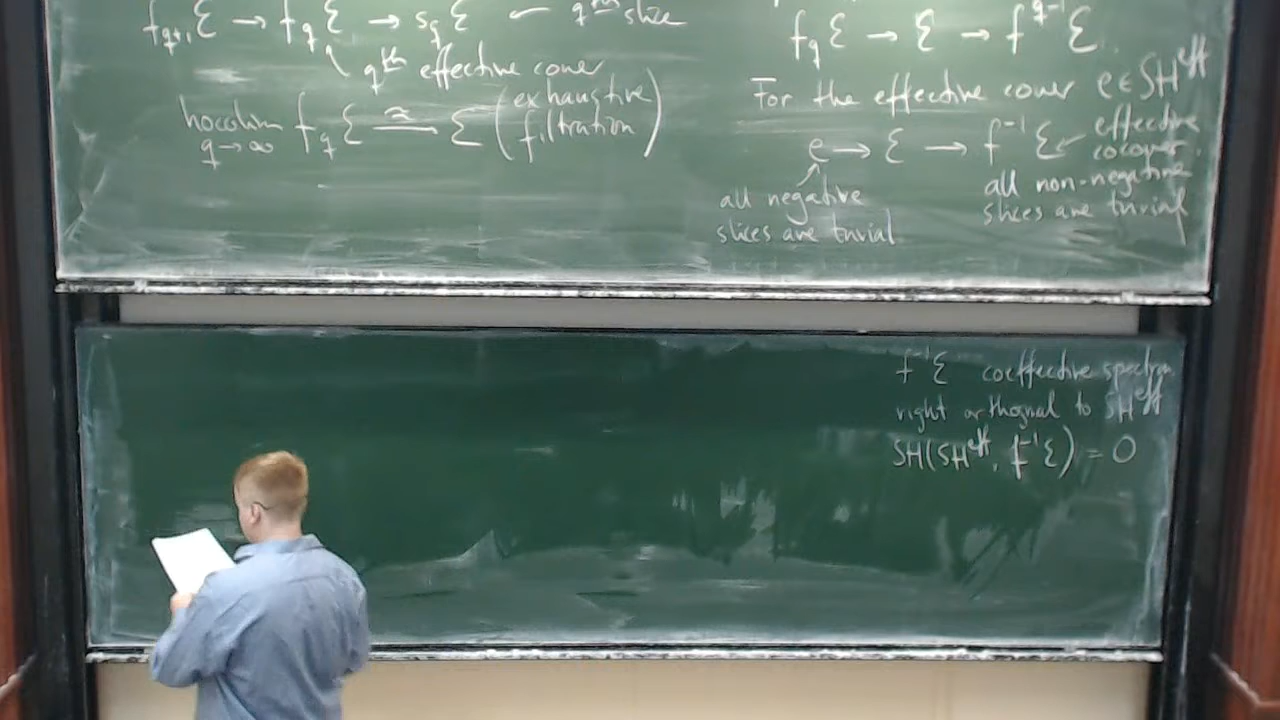 f_{q+1} ℰ → f_q ℰ → s_q ℰ ← q^{th} slice
q^{th} effective cover
hocolim_{q→∞} f_q ℰ ≃ ℰ (exhaustive filtration)
f_q ℰ → ℰ → f^{q-1} ℰ
For the effective cover e ∈ SH^{eff}
e → ℰ → f^{-1} ℰ ← effective cocover
all negative
slices are trivial
all non-negative
slices are trivial
f^{-1} ℰ coeffective spectrum
right orthogonal to SH^{eff}
SH(SH^{eff}, f^{-1} ℰ) = 0